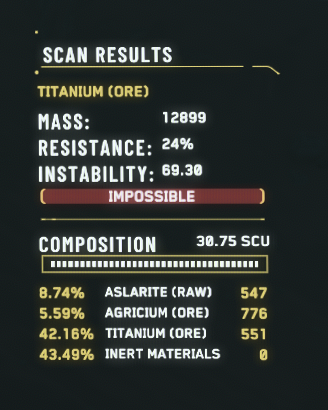 SCAN RESULTS
TITANIUM (ORE)
MASS: 12899
RESISTANCE: 24%
INSTABILITY: 69.30
IMPOSSIBLE
COMPOSITION 30.75 SCU
8.74% ASLARITE (RAW) 547
5.59% AGRICIUM (ORE) 776
42.16% TITANIUM (ORE) 551
43.49% INERT MATERIALS 0